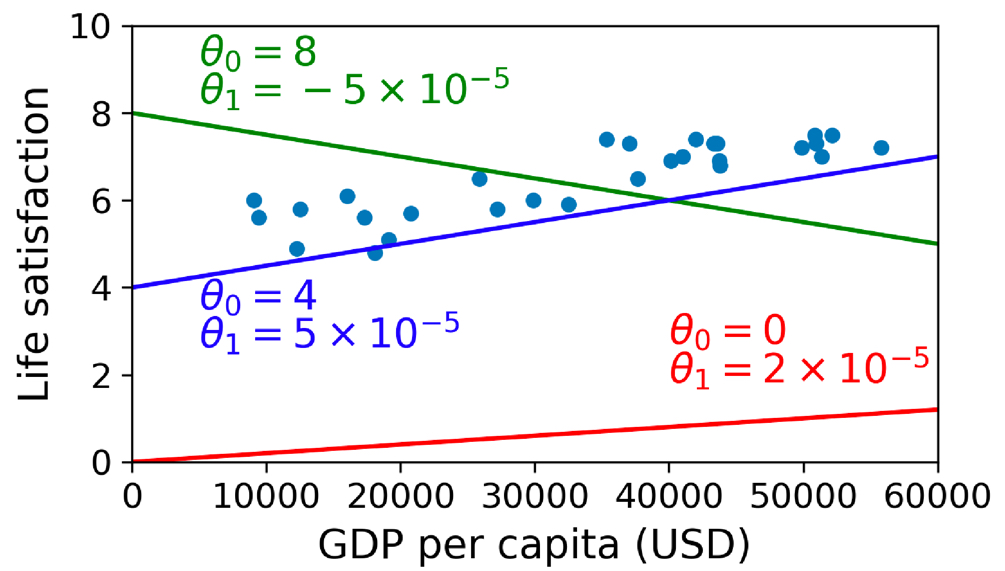 10
θ₀ = 8
θ₁ = −5 × 10⁻⁵
8
6
4
θ₀ = 4
θ₁ = 5 × 10⁻⁵
θ₀ = 0
θ₁ = 2 × 10⁻⁵
2
0
Life satisfaction
0 10000 20000 30000 40000 50000 60000
GDP per capita (USD)